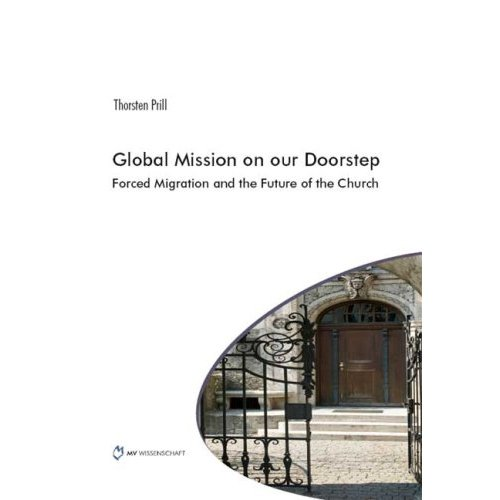 Thorsten Prill
Global Mission on our Doorstep
Forced Migration and the Future of the Church
MV WISSENSCHAFT